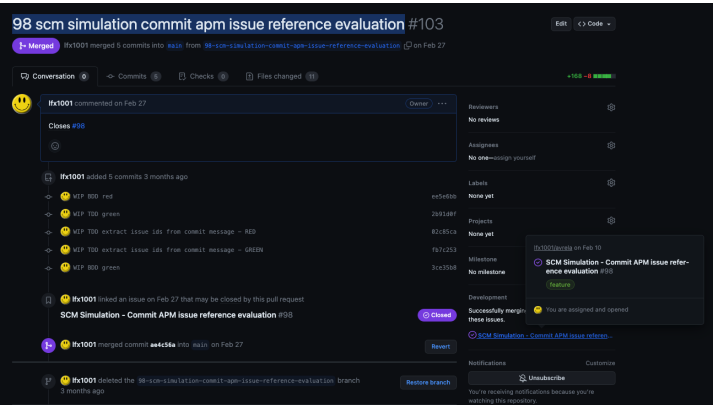 98 scm simulation commit apm issue reference evaluation #103
Edit
<> Code
Merged
lfx1001 merged 5 commits into main from 98-scm-simulation-commit-apm-issue-reference-evaluation on Feb 27
Conversation 0
Commits 5
Checks 0
Files changed 11
+168 −0
lfx1001 commented on Feb 27
Owner
Closes #98
lfx1001 added 5 commits 3 months ago
WIP BDD red
ee5e6bb
WIP TDD green
2b91d0f
WIP TDD extract issue ids from commit message – RED
02c05ca
WIP TDD extract issue ids from commit message – GREEN
fb7c253
WIP BDD green
3ce35b8
lfx1001 linked an issue on Feb 27 that may be closed by this pull request
SCM Simulation - Commit APM issue reference evaluation #98
Closed
lfx1001 merged commit ae4c56a into main on Feb 27
Revert
lfx1001 deleted the 98-scm-simulation-commit-apm-issue-reference-evaluation branch
3 months ago
Restore branch
Reviewers
No reviews
Assignees
No one—assign yourself
Labels
None yet
Projects
None yet
Milestone
No milestone
Development
Successfully mergin
these issues.
SCM Simulation - Commit APM issue referen...
lfx1001/avrela on Feb 10
SCM Simulation - Commit APM issue refer-
ence evaluation #98
feature
You are assigned and opened
Notifications
Customize
Unsubscribe
You're receiving notifications because you're
watching this repository.